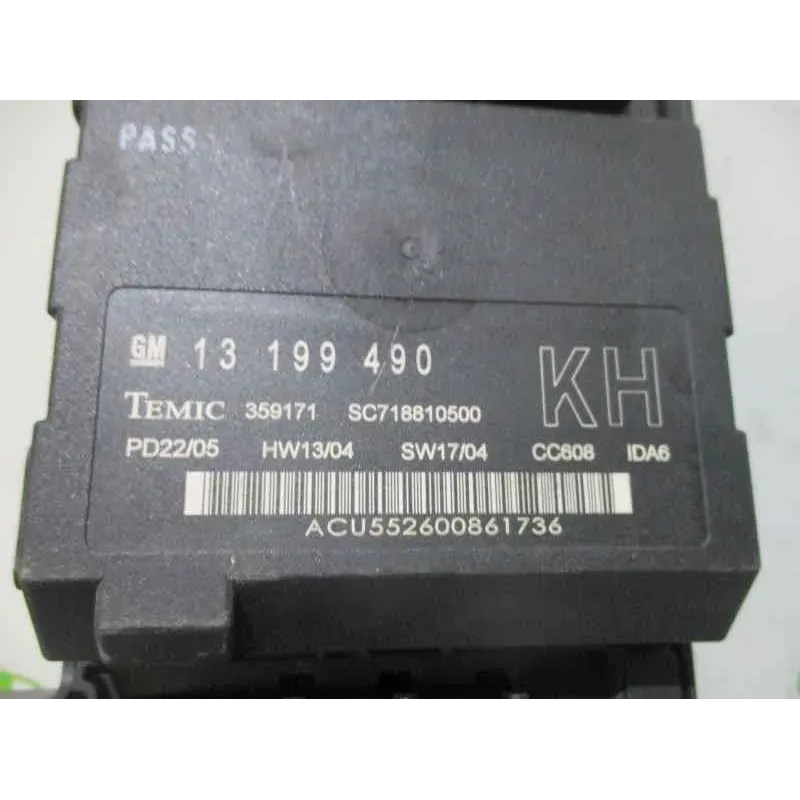 PASS
GM 13 199 490
KH
TEMIC 359171 SC718810500
PD22/05 HW13/04 SW17/04 CC608 IDA6
ACU552600861736